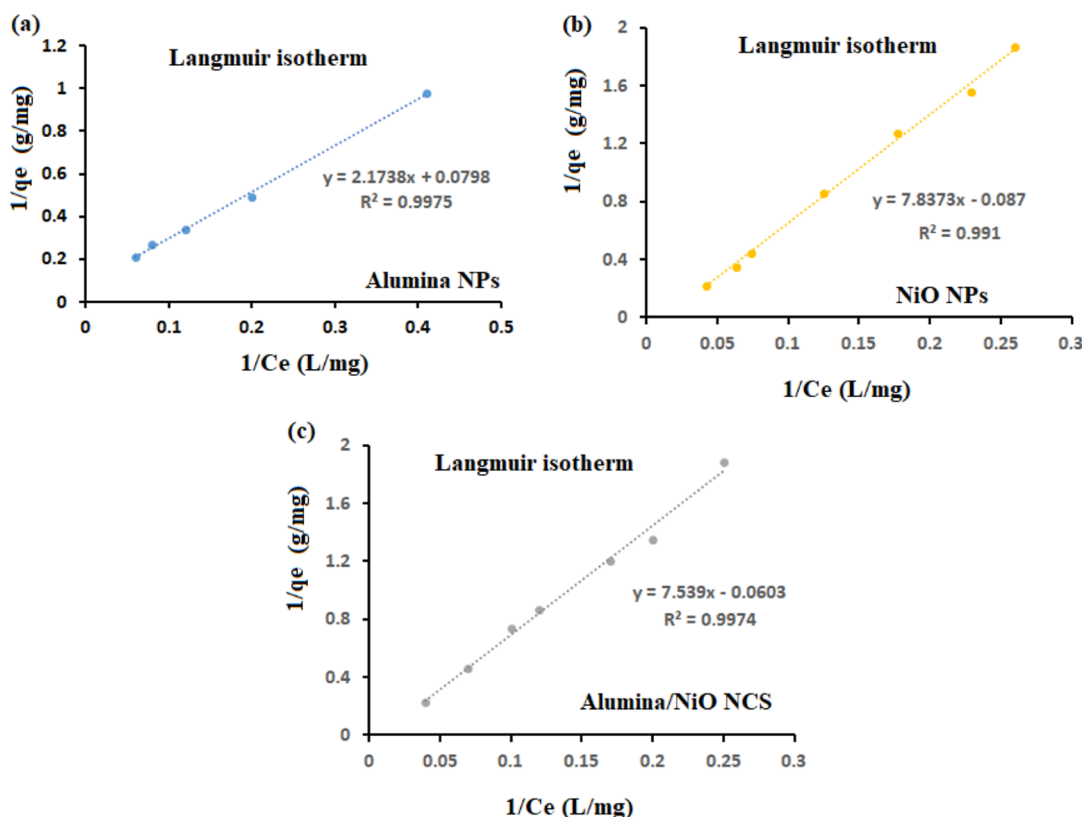 (a)
Langmuir isotherm
1.2
1
0.8
0.6
0.4
0.2
0
1/qe (g/mg)
y = 2.1738x + 0.0798
R² = 0.9975
Alumina NPs
0 0.1 0.2 0.3 0.4 0.5
1/Ce (L/mg)
(b)
Langmuir isotherm
2
1.6
1.2
0.8
0.4
0
1/qe (g/mg)
y = 7.8373x - 0.087
R² = 0.991
NiO NPs
0 0.05 0.1 0.15 0.2 0.25 0.3
1/Ce (L/mg)
(c)
Langmuir isotherm
2
1.6
1.2
0.8
0.4
0
1/qe (g/mg)
y = 7.539x - 0.0603
R² = 0.9974
Alumina/NiO NCS
0 0.05 0.1 0.15 0.2 0.25 0.3
1/Ce (L/mg)